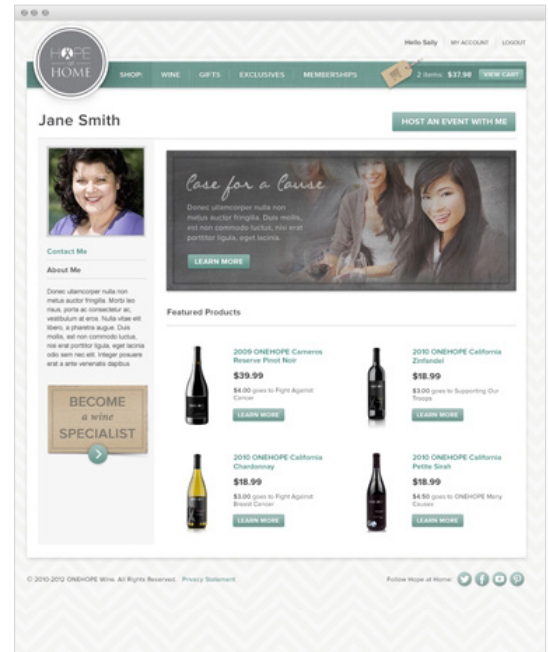 Hello Sally MY ACCOUNT LOGOUT
HOPE
at
HOME
SHOP: WINE GIFTS EXCLUSIVES MEMBERSHIPS
2 items $37.98 VIEW CART
Jane Smith
HOST AN EVENT WITH ME
Contact Me
About Me
Donec ullamcorper nulla non
metus auctor fringilla. Morbi leo
risus, porta ac consectetur ac,
vestibulum at eros. Nulla vitae elit
libero, a pharetra augue. Duis
mollis, est non commodo luctus,
nisi erat porttitor ligula, eget lacinia
odio sem nec elit. Integer posuere
erat a ante venenatis dapibus
BECOME
a wine
SPECIALIST
Case for a Cause
Donec ullamcorper nulla non
metus auctor fringilla. Duis mollis,
est non commodo luctus, nisi erat
porttitor ligula, eget lacinia
LEARN MORE
Featured Products
2009 ONEHOPE Carneros
Reserve Pinot Noir
$39.99
$4.00 goes to Fight Against
Cancer
LEARN MORE
2010 ONEHOPE California
Zinfandel
$18.99
$3.00 goes to Supporting Our
Troops
LEARN MORE
2010 ONEHOPE California
Chardonnay
$18.99
$3.00 goes to Fight Against
Breast Cancer
LEARN MORE
2010 ONEHOPE California
Petite Sirah
$18.99
$4.50 goes to ONEHOPE Many
Causes
LEARN MORE
© 2010-2012 ONEHOPE Wine. All Rights Reserved. Privacy Statement
Follow Hope at Home: